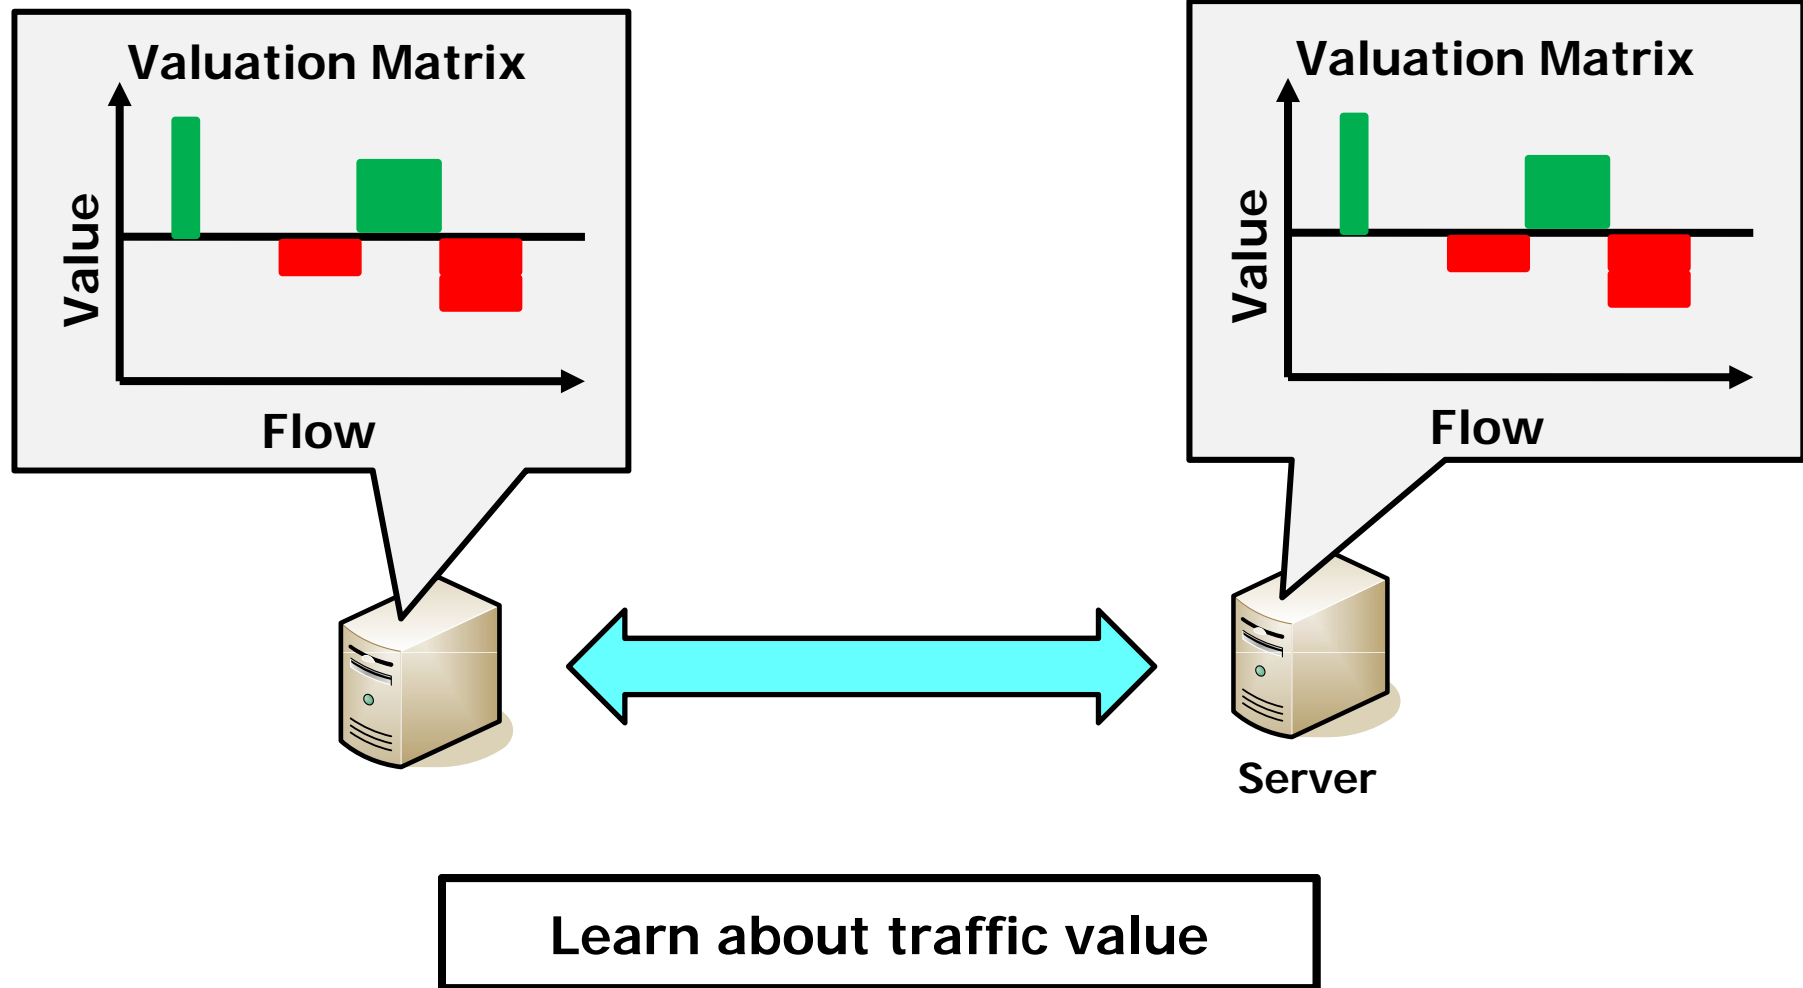 Valuation Matrix
Value
Flow
Valuation Matrix
Value
Flow
Server
Learn about traffic value